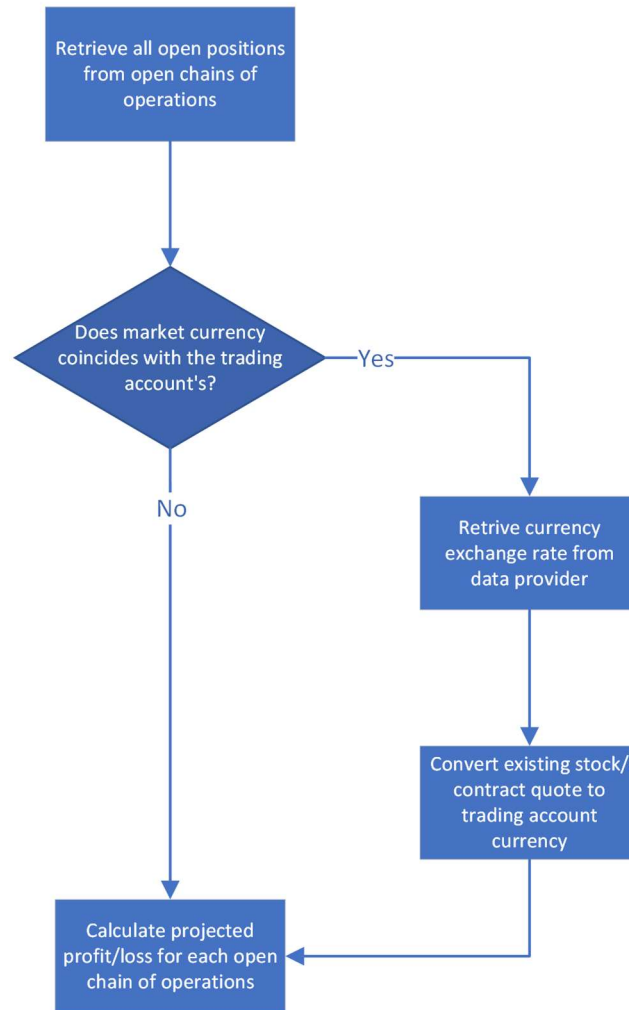 Retrieve all open positions
from open chains of
operations
Does market currency
coincides with the trading
account's?
Yes
No
Retrive currency
exchange rate from
data provider
Convert existing stock/
contract quote to
trading account
currency
Calculate projected
profit/loss for each open
chain of operations